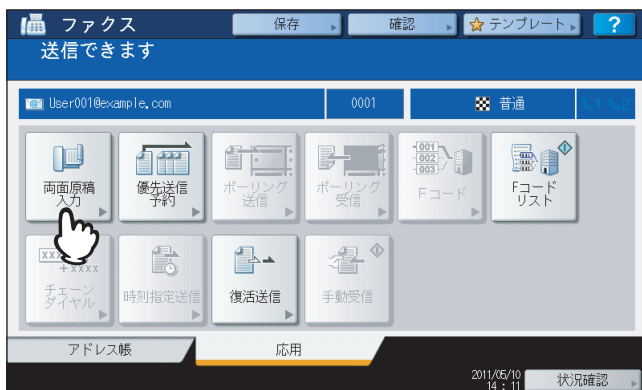 ファクス
保存
確認
テンプレート
?
送信できます
User001@example.com
0001
普通
1
2
両面原稿
入力
優先送信
予約
ポーリング
送信
ポーリング
受信
001
002
003
Fコード
Fコード
リスト
XXX
+XXXX
チェーン
ダイヤル
時刻指定送信
復活送信
手動受信
アドレス帳
応用
2011/05/10
14 : 11
状況確認